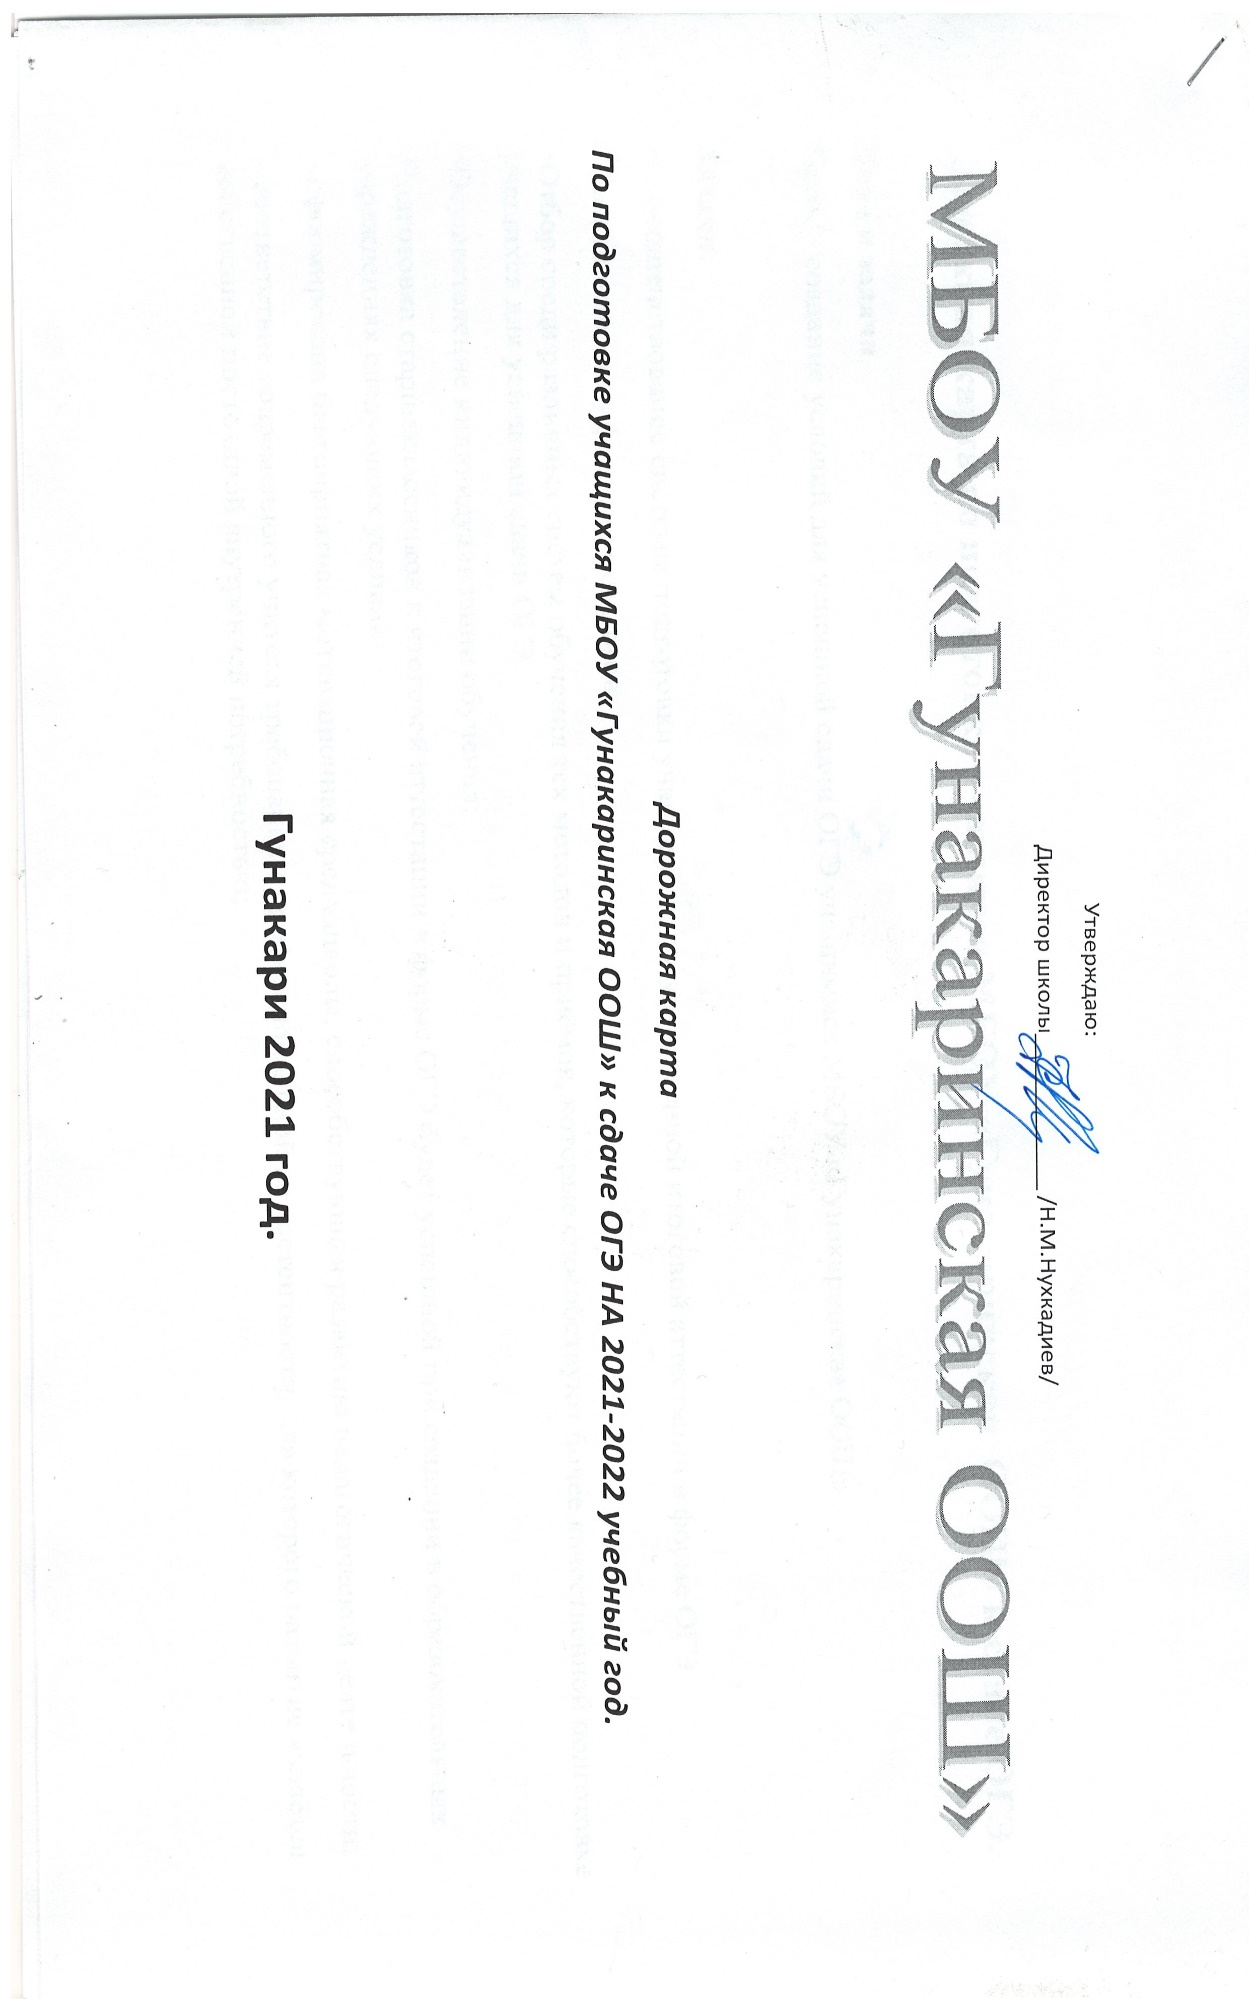 Утверждаю:
Директор школы____________/Н.М.Нухкадиев/
МБОУ «Гунакаринская ООШ»
Дорожная карта
По подготовке учащихся МБОУ «Гунакаринская ООШ» к сдаче ОГЭ НА 2021-2022 учебный год.
Гунакари 2021 год.